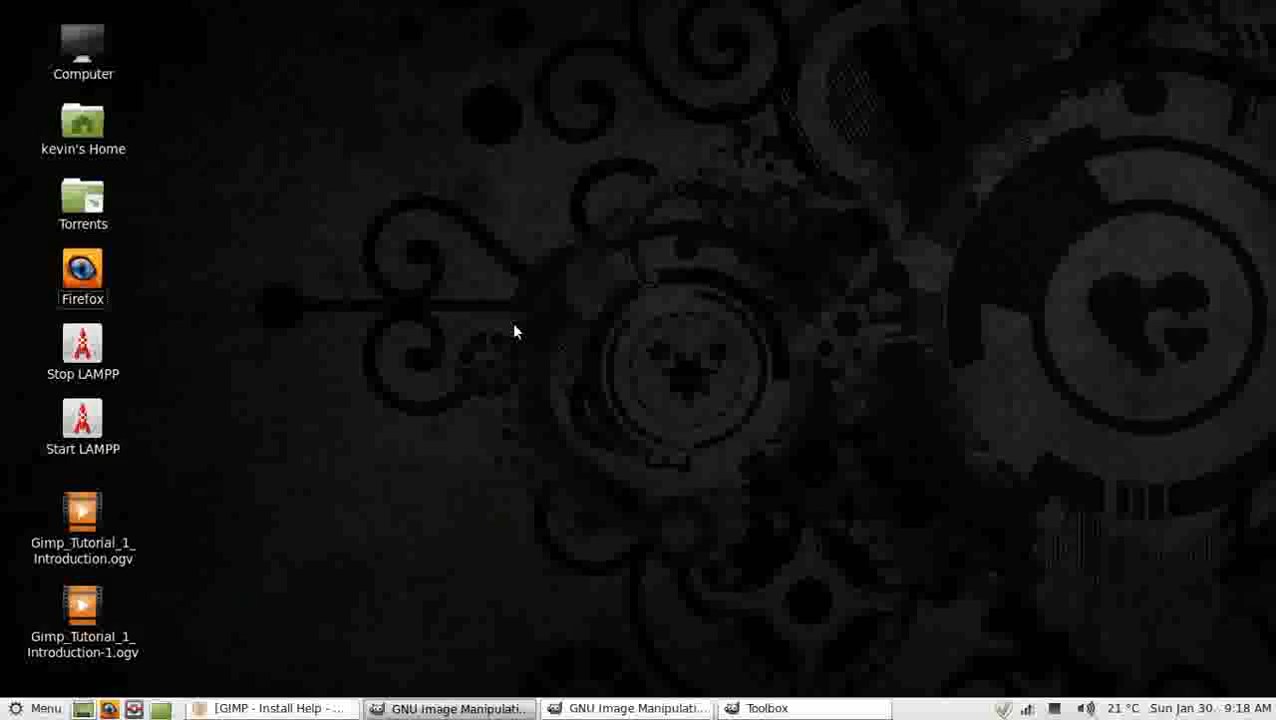 Computer
kevin's Home
Torrents
Firefox
Stop LAMPP
Start LAMPP
Gimp_Tutorial_1_
Introduction.ogv
Gimp_Tutorial_1_
Introduction-1.ogv
Menu [GIMP - Install Help - ... GNU Image Manipulati... GNU Image Manipulati... Toolbox 21 °C Sun Jan 30, 9:18 AM